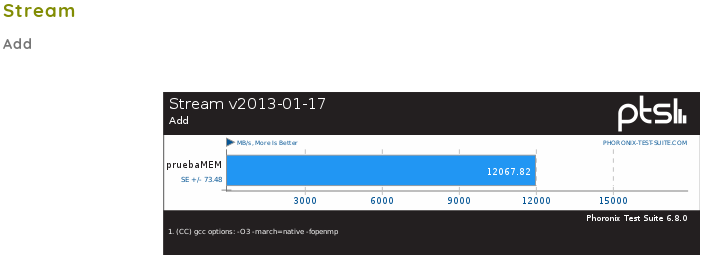 Stream
Add
Stream v2013-01-17
Add
ptsl
MB/s, More Is Better
PHORONIX-TEST-SUITE.COM
pruebaMEM
SE +/- 73.48
12067.82
3000 6000 9000 12000 15000
Phoronix Test Suite 6.8.0
1. (CC) gcc options: -O3 -march=native -fopenmp